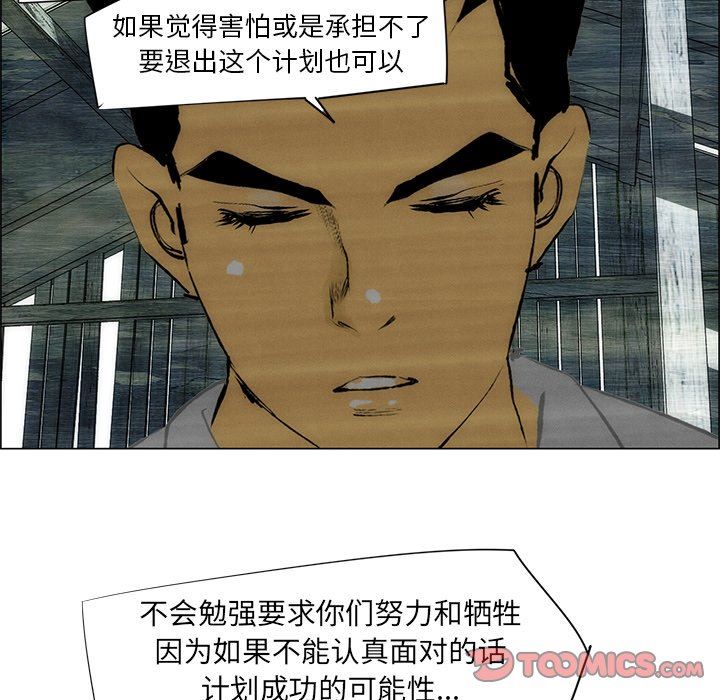 如果觉得害怕或是承担不了
要退出这个计划也可以
不会勉强要求你们努力和牺牲
因为如果不能认真面对的话
计划成功的可能性...
TOOMICS.com